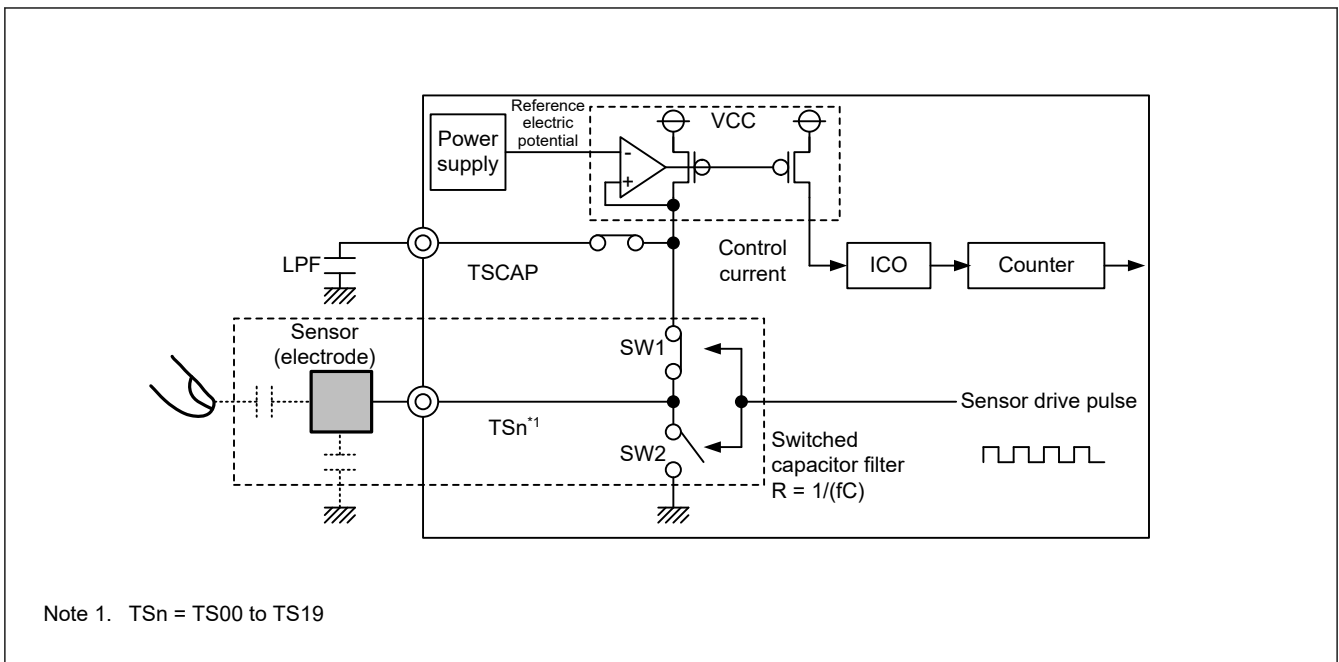 Reference
electric
potential
Power
supply
VCC
-
+
LPF
TSCAP
Control
current
ICO
Counter
Sensor
(electrode)
SW1
TSn*1
Sensor drive pulse
SW2
Switched
capacitor filter
R = 1/(fC)
Note 1. TSn = TS00 to TS19